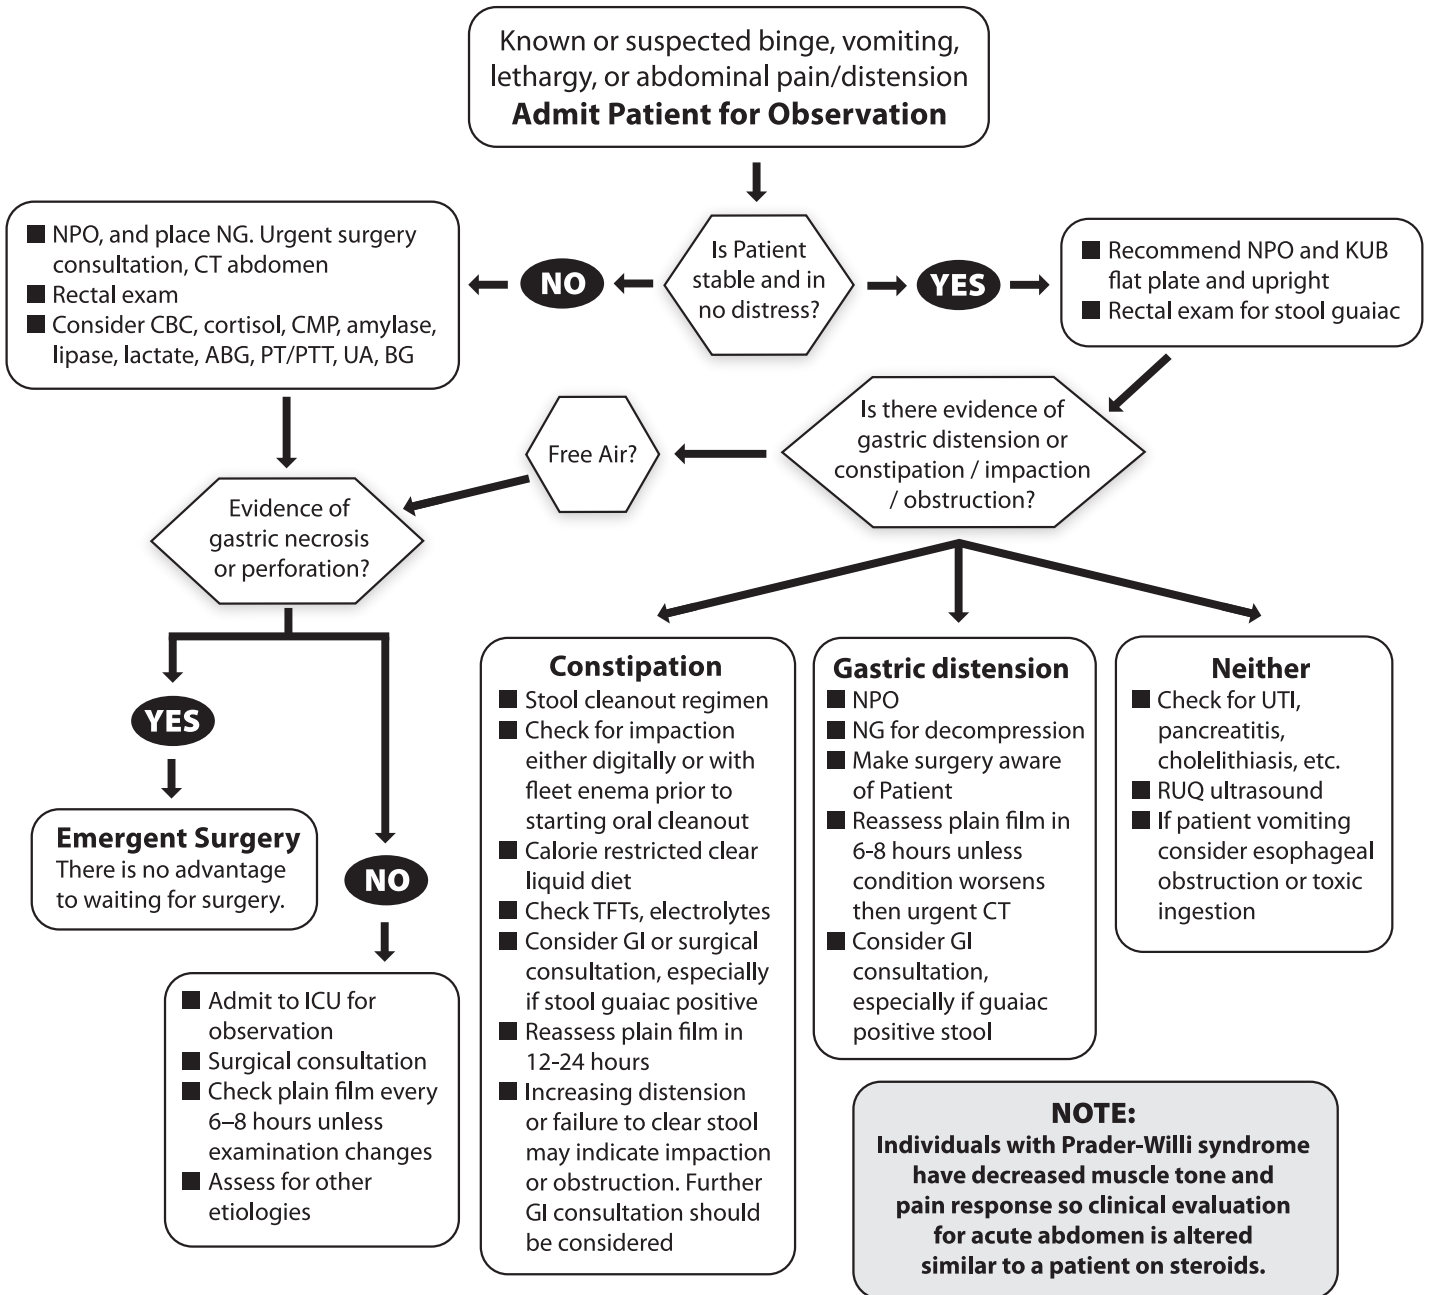 Known or suspected binge, vomiting,
lethargy, or abdominal pain/distension
Admit Patient for Observation
Is Patient
stable and in
no distress?
NO
YES
■ NPO, and place NG. Urgent surgery
consultation, CT abdomen
■ Rectal exam
■ Consider CBC, cortisol, CMP, amylase,
lipase, lactate, ABG, PT/PTT, UA, BG
■ Recommend NPO and KUB
flat plate and upright
■ Rectal exam for stool guaiac
Is there evidence of
gastric distension or
constipation / impaction
/ obstruction?
Free Air?
Evidence of
gastric necrosis
or perforation?
YES
Emergent Surgery
There is no advantage
to waiting for surgery.
NO
■ Admit to ICU for
observation
■ Surgical consultation
■ Check plain film every
6–8 hours unless
examination changes
■ Assess for other
etiologies
Constipation
■ Stool cleanout regimen
■ Check for impaction
either digitally or with
fleet enema prior to
starting oral cleanout
■ Calorie restricted clear
liquid diet
■ Check TFTs, electrolytes
■ Consider GI or surgical
consultation, especially
if stool guaiac positive
■ Reassess plain film in
12-24 hours
■ Increasing distension
or failure to clear stool
may indicate impaction
or obstruction. Further
GI consultation should
be considered
Gastric distension
■ NPO
■ NG for decompression
■ Make surgery aware
of Patient
■ Reassess plain film in
6-8 hours unless
condition worsens
then urgent CT
■ Consider GI
consultation,
especially if guaiac
positive stool
Neither
■ Check for UTI,
pancreatitis,
cholelithiasis, etc.
■ RUQ ultrasound
■ If patient vomiting
consider esophageal
obstruction or toxic
ingestion
NOTE:
Individuals with Prader-Willi syndrome
have decreased muscle tone and
pain response so clinical evaluation
for acute abdomen is altered
similar to a patient on steroids.